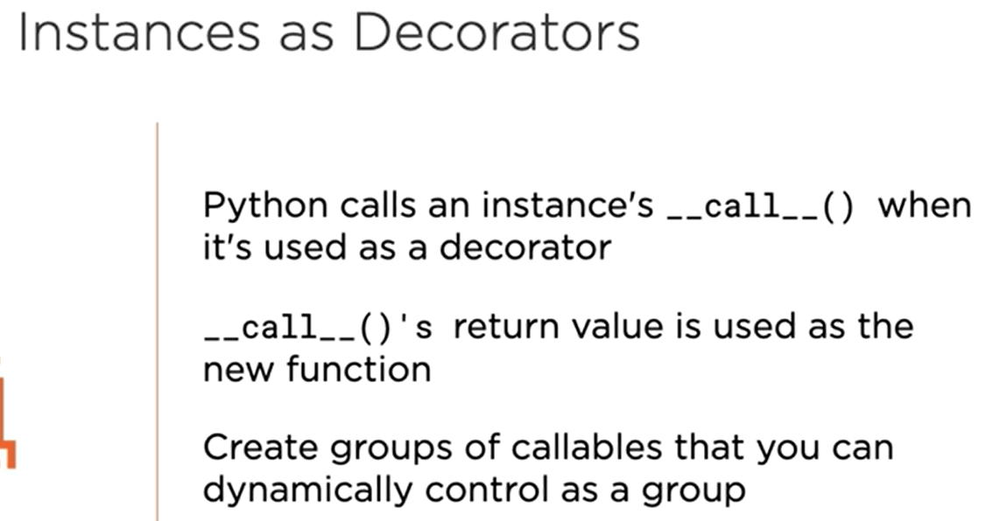 Instances as Decorators
Python calls an instance's __call__() when
it's used as a decorator
__call__()'s return value is used as the
new function
Create groups of callables that you can
dynamically control as a group